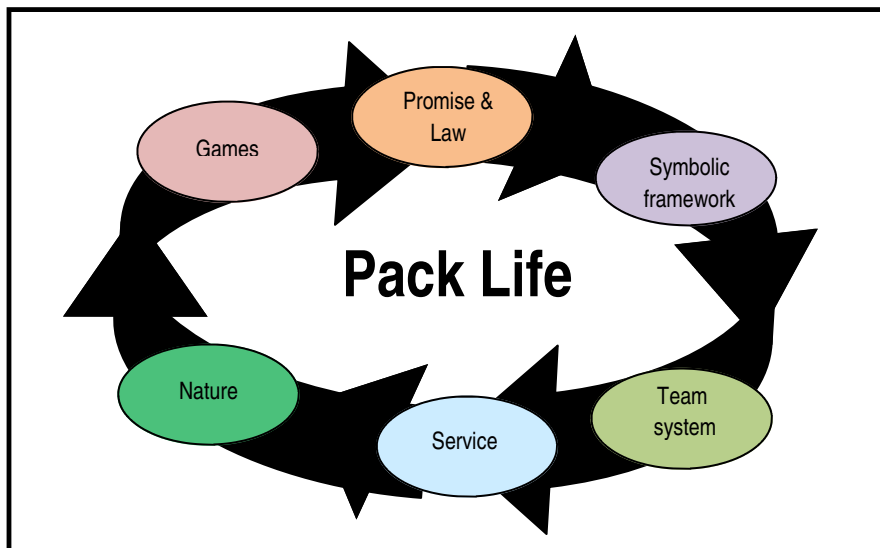 Promise &
Law
Games
Symbolic
framework
Pack Life
Nature
Team
system
Service